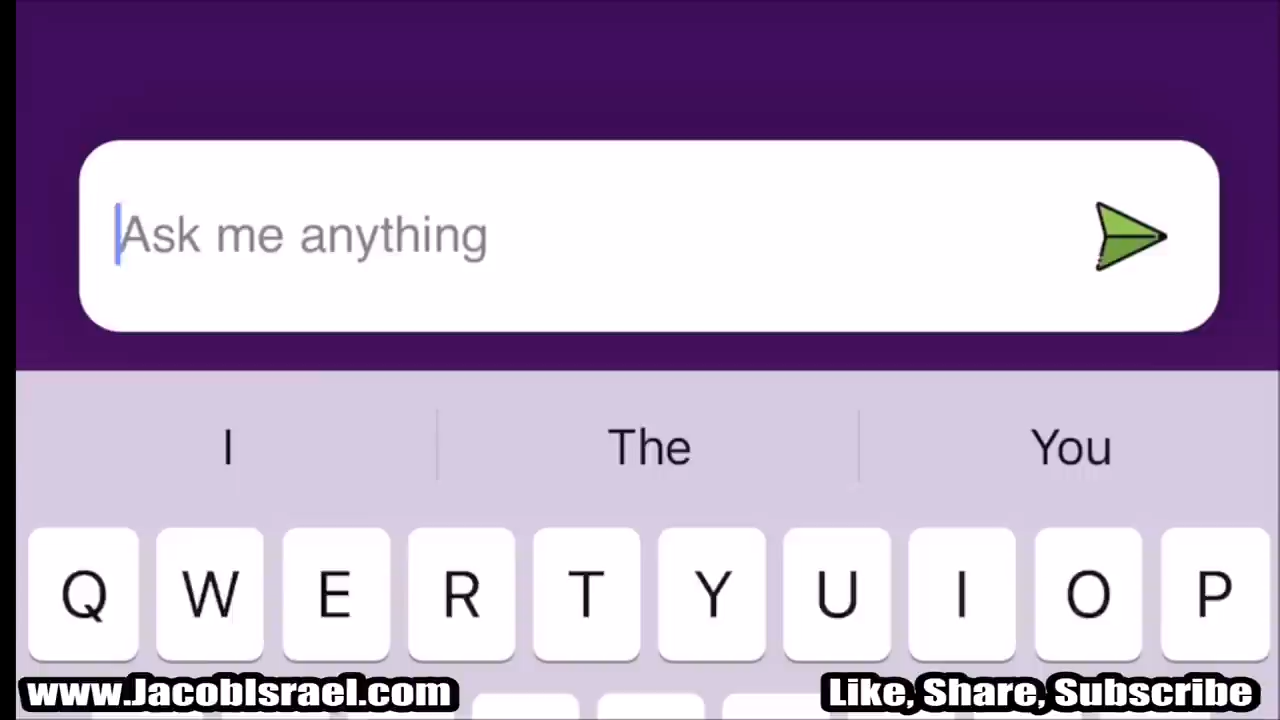 Ask me anything
I The You
Q W E R T Y U I O P
www.JacobIsrael.com Like, Share, Subscribe